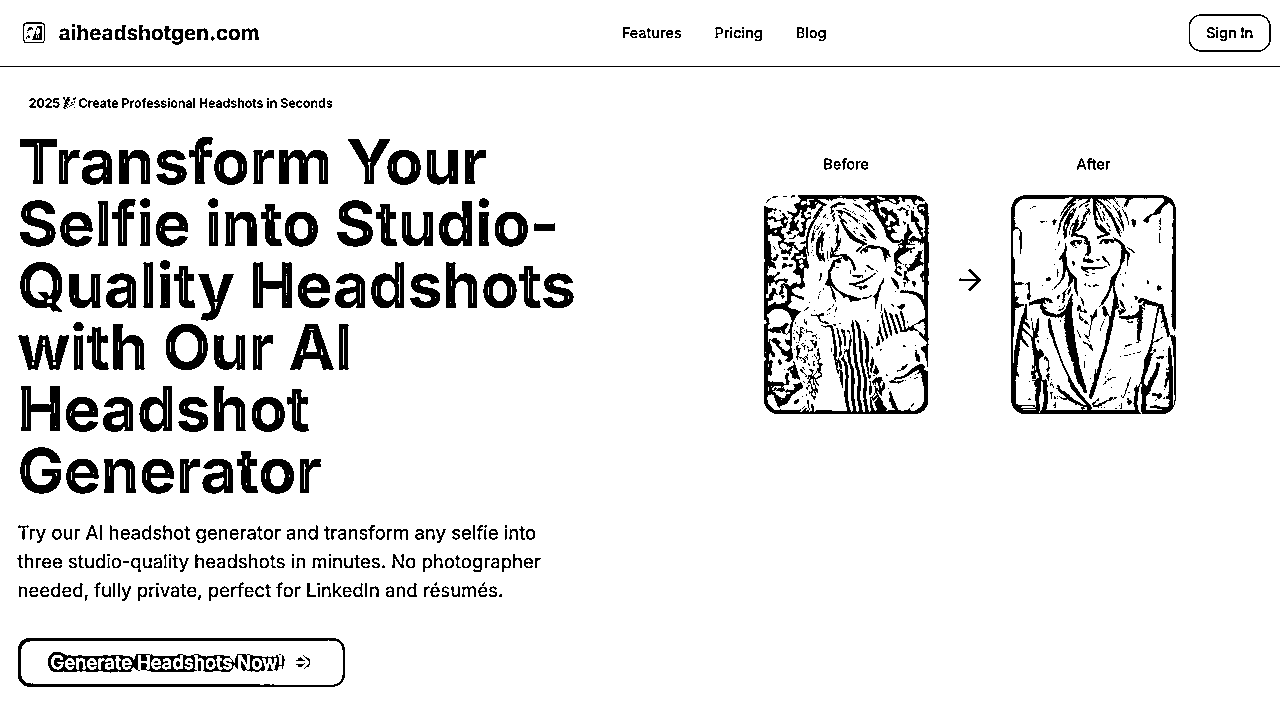 aiheadshotgen.com
Features
Pricing
Blog
Sign In
2025 Create Professional Headshots in Seconds
Transform Your
Selfie into Studio-
Quality Headshots
with Our AI
Headshot
Generator
Before
After
Try our AI headshot generator and transform any selfie into
three studio-quality headshots in minutes. No photographer
needed, fully private, perfect for LinkedIn and résumés.
Generate Headshots Now!